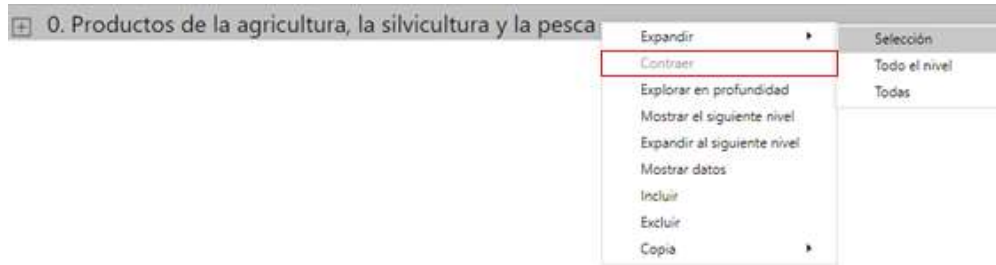 0. Productos de la agricultura, la silvicultura y la pesca
Expandir
Contraer
Explorar en profundidad
Mostrar el siguiente nivel
Expandir al siguiente nivel
Mostrar datos
Incluir
Excluir
Copia
Selección
Todo el nivel
Todas